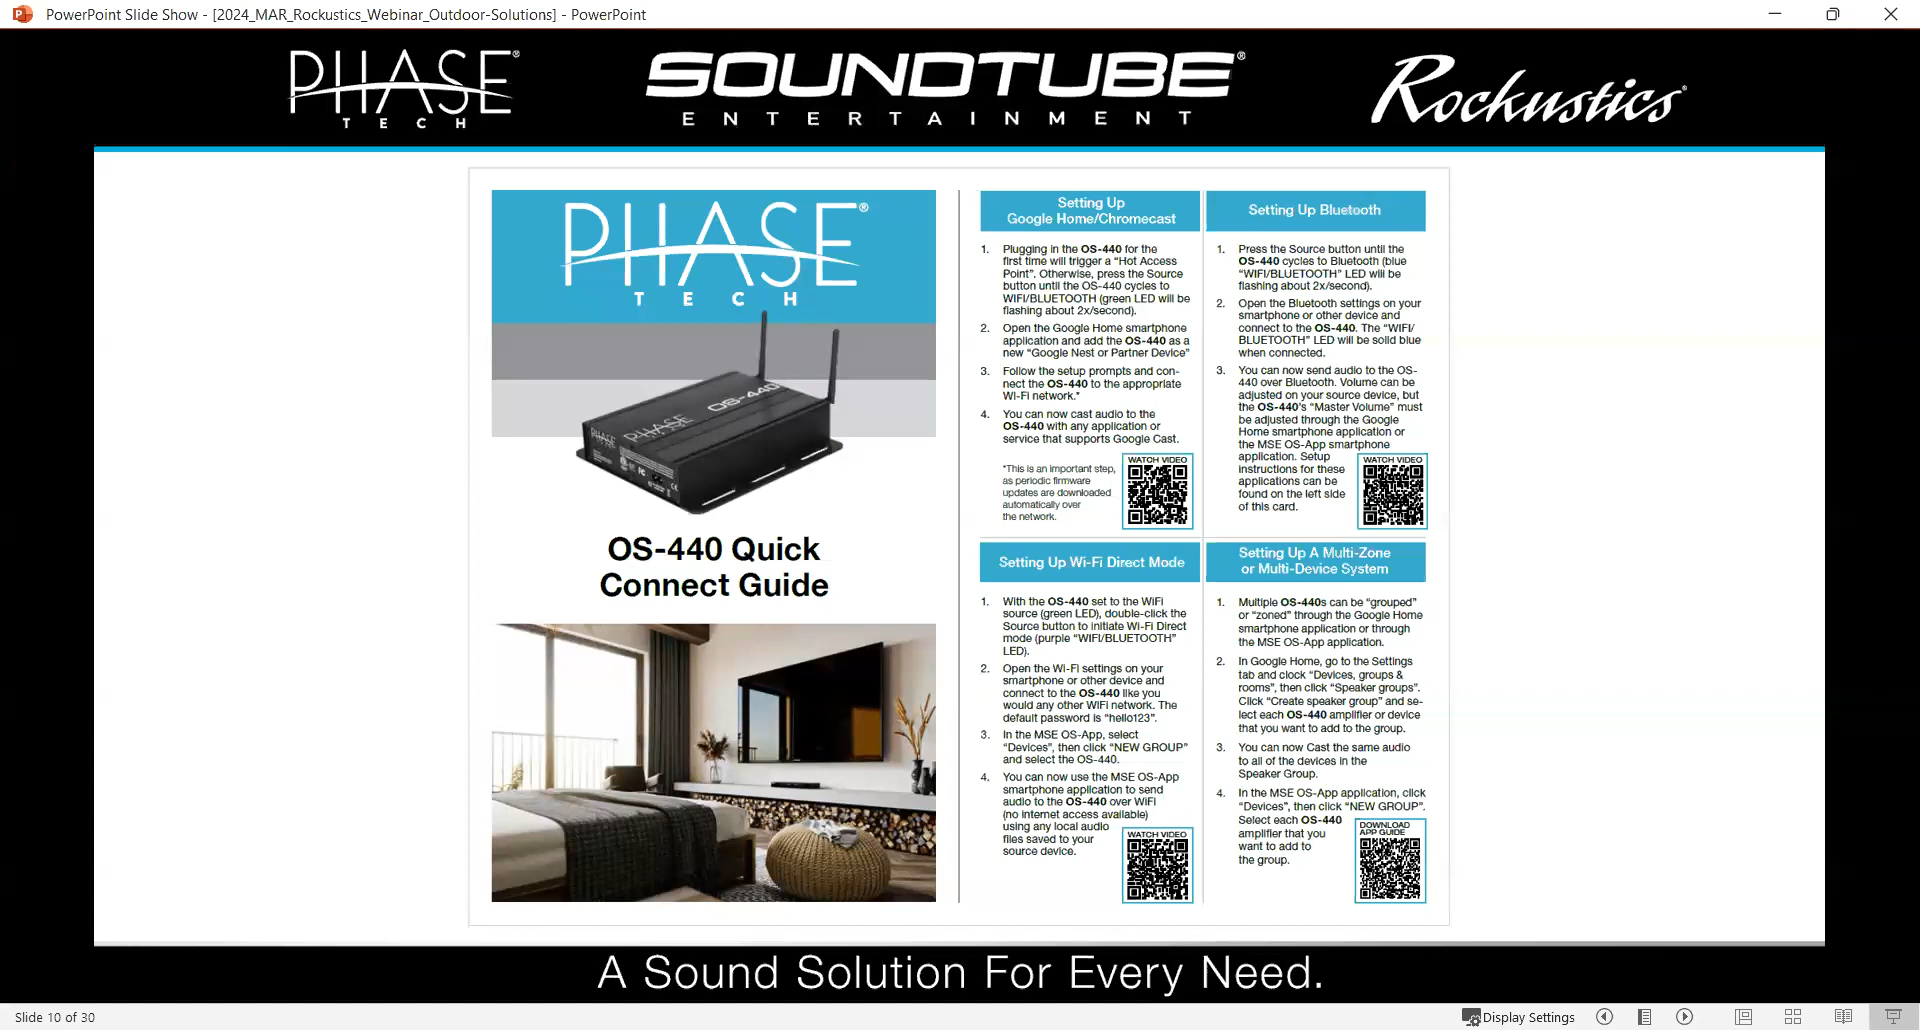 PowerPoint Slide Show - [2024_MAR_Rockustics_Webinar_Outdoor-Solutions] - PowerPoint
PHASE®
TECH
SOUNDTUBE®
ENTERTAINMENT
Rockustics®
PHASE®
TECH
OS-440
PHASE
PHASE
OS-440 Quick
Connect Guide
Setting Up
Google Home/Chromecast
1. Plugging in the OS-440 for the
first time will trigger a “Hot Access
Point”. Otherwise, press the Source
button until the OS-440 cycles to
WIFI/BLUETOOTH (green LED will be
flashing about 2x/second).
2. Open the Google Home smartphone
application and add the OS-440 as a
new “Google Nest or Partner Device”
3. Follow the setup prompts and con-
nect the OS-440 to the appropriate
Wi-Fi network.*
4. You can now cast audio to the
OS-440 with any application or
service that supports Google Cast.
*This is an important step,
as periodic firmware
updates are downloaded
automatically over
the network.
WATCH VIDEO
Setting Up Bluetooth
1. Press the Source button until the
OS-440 cycles to Bluetooth (blue
“WIFI/BLUETOOTH” LED will be
flashing about 2x/second).
2. Open the Bluetooth settings on your
smartphone or other device and
connect to the OS-440. The “WIFI/
BLUETOOTH” LED will be solid blue
when connected.
3. You can now send audio to the OS-
440 over Bluetooth. Volume can be
adjusted on your source device, but
the OS-440’s “Master Volume” must
be adjusted through the Google
Home smartphone application or
the MSE OS-App smartphone
application. Setup
instructions for these
applications can be
found on the left side
of this card.
WATCH VIDEO
Setting Up Wi-Fi Direct Mode
1. With the OS-440 set to the WiFi
source (green LED), double-click the
Source button to initiate Wi-Fi Direct
mode (purple “WIFI/BLUETOOTH”
LED).
2. Open the Wi-Fi settings on your
smartphone or other device and
connect to the OS-440 like you
would any other WiFi network. The
default password is “hello123”.
3. In the MSE OS-App, select
“Devices”, then click “NEW GROUP”
and select the OS-440.
4. You can now use the MSE OS-App
smartphone application to send
audio to the OS-440 over WiFi
(no internet access available)
using any local audio
files saved to your
source device.
WATCH VIDEO
Setting Up A Multi-Zone
or Multi-Device System
1. Multiple OS-440s can be “grouped”
or “zoned” through the Google Home
smartphone application or through
the MSE OS-App application.
2. In Google Home, go to the Settings
tab and clock “Devices, groups &
rooms”, then click “Speaker groups”.
Click “Create speaker group” and se-
lect each OS-440 amplifier or device
that you want to add to the group.
3. You can now Cast the same audio
to all of the devices in the
Speaker Group.
4. In the MSE OS-App application, click
“Devices”, then click “NEW GROUP”.
Select each OS-440
amplifier that you
want to add to
the group.
DOWNLOAD
APP GUIDE
A Sound Solution For Every Need.
Slide 10 of 30
Display Settings